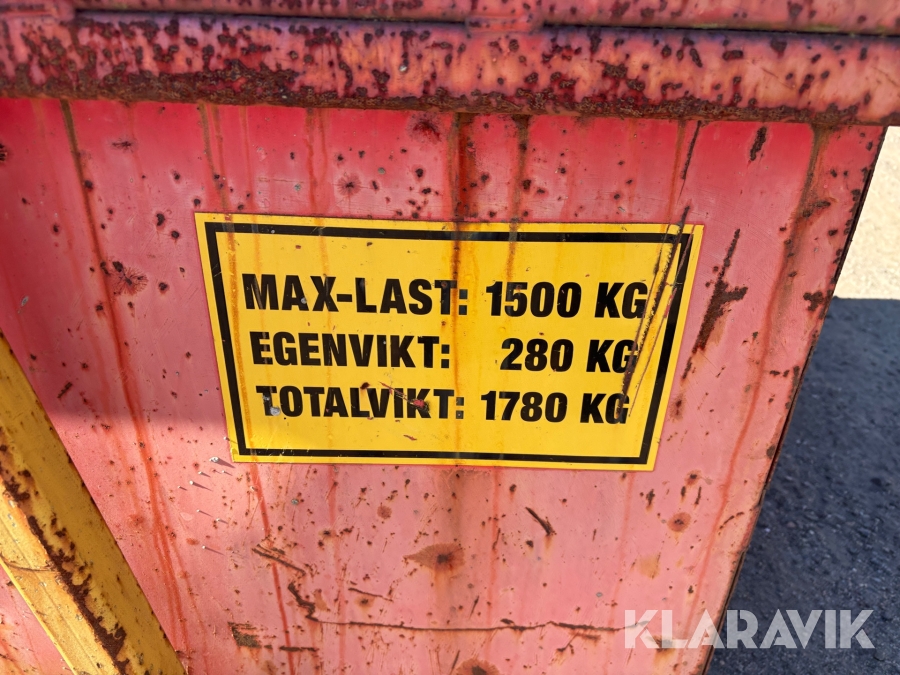 MAX-LAST: 1500 KG
EGENVIKT: 280 KG
TOTALVIKT: 1780 KG
KLARAVIK